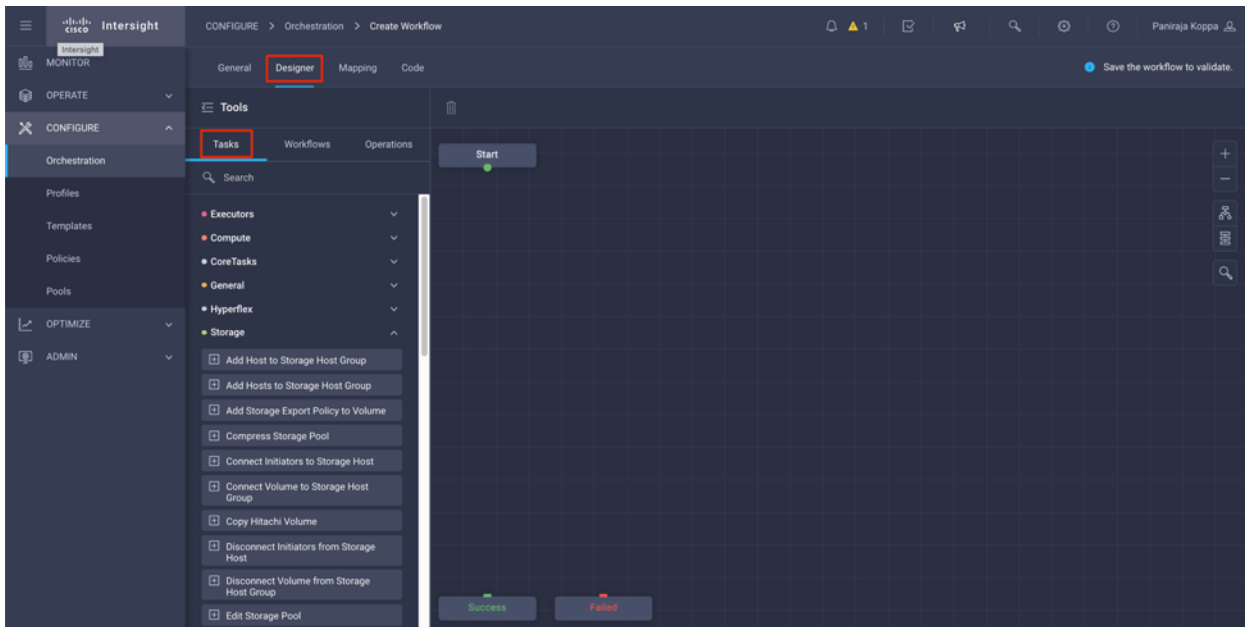 cisco Intersight
CONFIGURE > Orchestration > Create Workflow
1
Paniraja Koppa
Intersight
MONITOR
OPERATE
CONFIGURE
Orchestration
Profiles
Templates
Policies
Pools
OPTIMIZE
ADMIN
General Designer Mapping Code
Save the workflow to validate.
Tools
Tasks Workflows Operations
Search
Executors
Compute
CoreTasks
General
Hyperflex
Storage
Add Host to Storage Host Group
Add Hosts to Storage Host Group
Add Storage Export Policy to Volume
Compress Storage Pool
Connect Initiators to Storage Host
Connect Volume to Storage Host
Group
Copy Hitachi Volume
Disconnect Initiators from Storage
Host
Disconnect Volume from Storage
Host Group
Edit Storage Pool
Start
Success
Failed